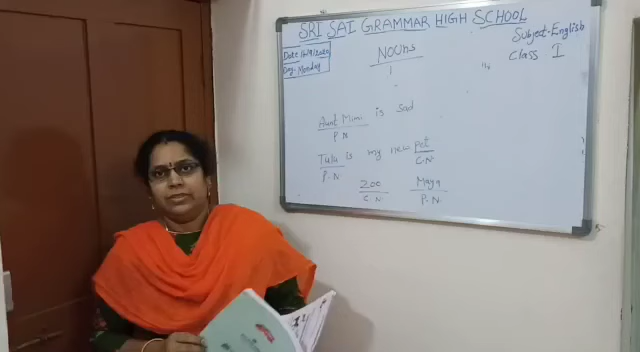 SRI SAI GRAMMAR HIGH SCHOOL
Subject-English
Class I
Day: Monday
Nouns
Aunt Mimi is sad
P.N
Tulu is my new pet
P.N C.N
Zoo Maya
C.N P.N